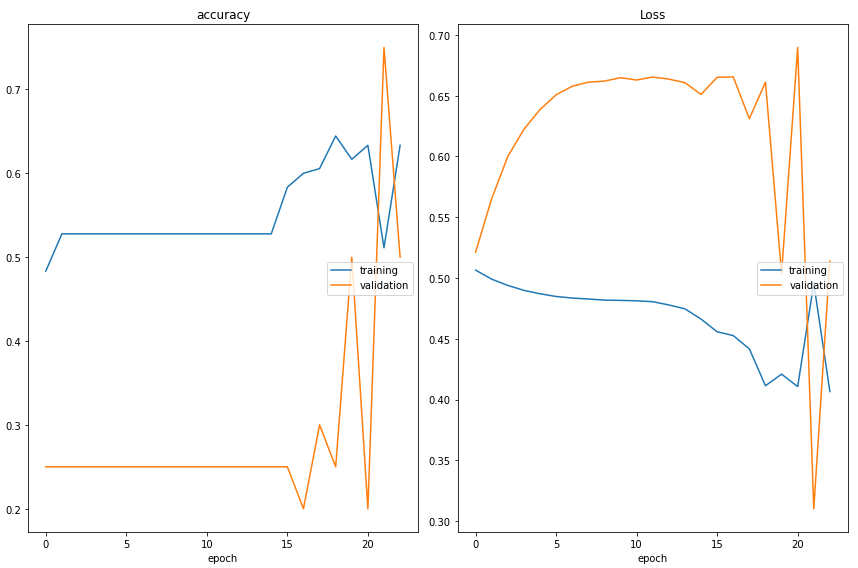 accuracy
0.7
0.6
0.5
0.4
0.3
0.2
0 5 10 15 20
epoch
training
validation
Loss
0.70
0.65
0.60
0.55
0.50
0.45
0.40
0.35
0.30
0 5 10 15 20
epoch
training
validation